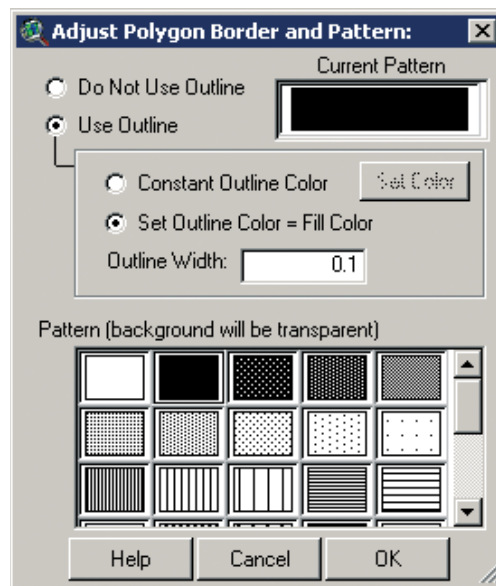 Adjust Polygon Border and Pattern:
Current Pattern
Do Not Use Outline
Use Outline
Constant Outline Color
Set Color
Set Outline Color = Fill Color
Outline Width: 0.1
Pattern (background will be transparent)
Help Cancel OK